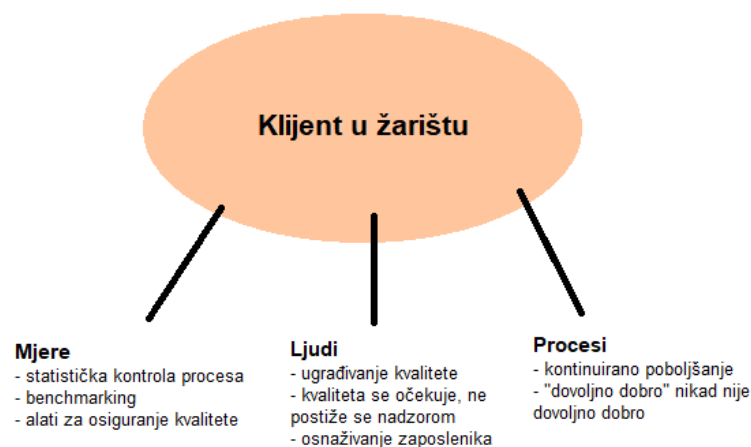 Klijent u žarištu
Mjere
- statistička kontrola procesa
- benchmarking
- alati za osiguranje kvalitete
Ljudi
- ugrađivanje kvalitete
- kvaliteta se očekuje, ne
postiže se nadzorom
- osnaživanje zaposlenika
Procesi
- kontinuirano poboljšanje
- "dovoljno dobro" nikad nije
dovoljno dobro